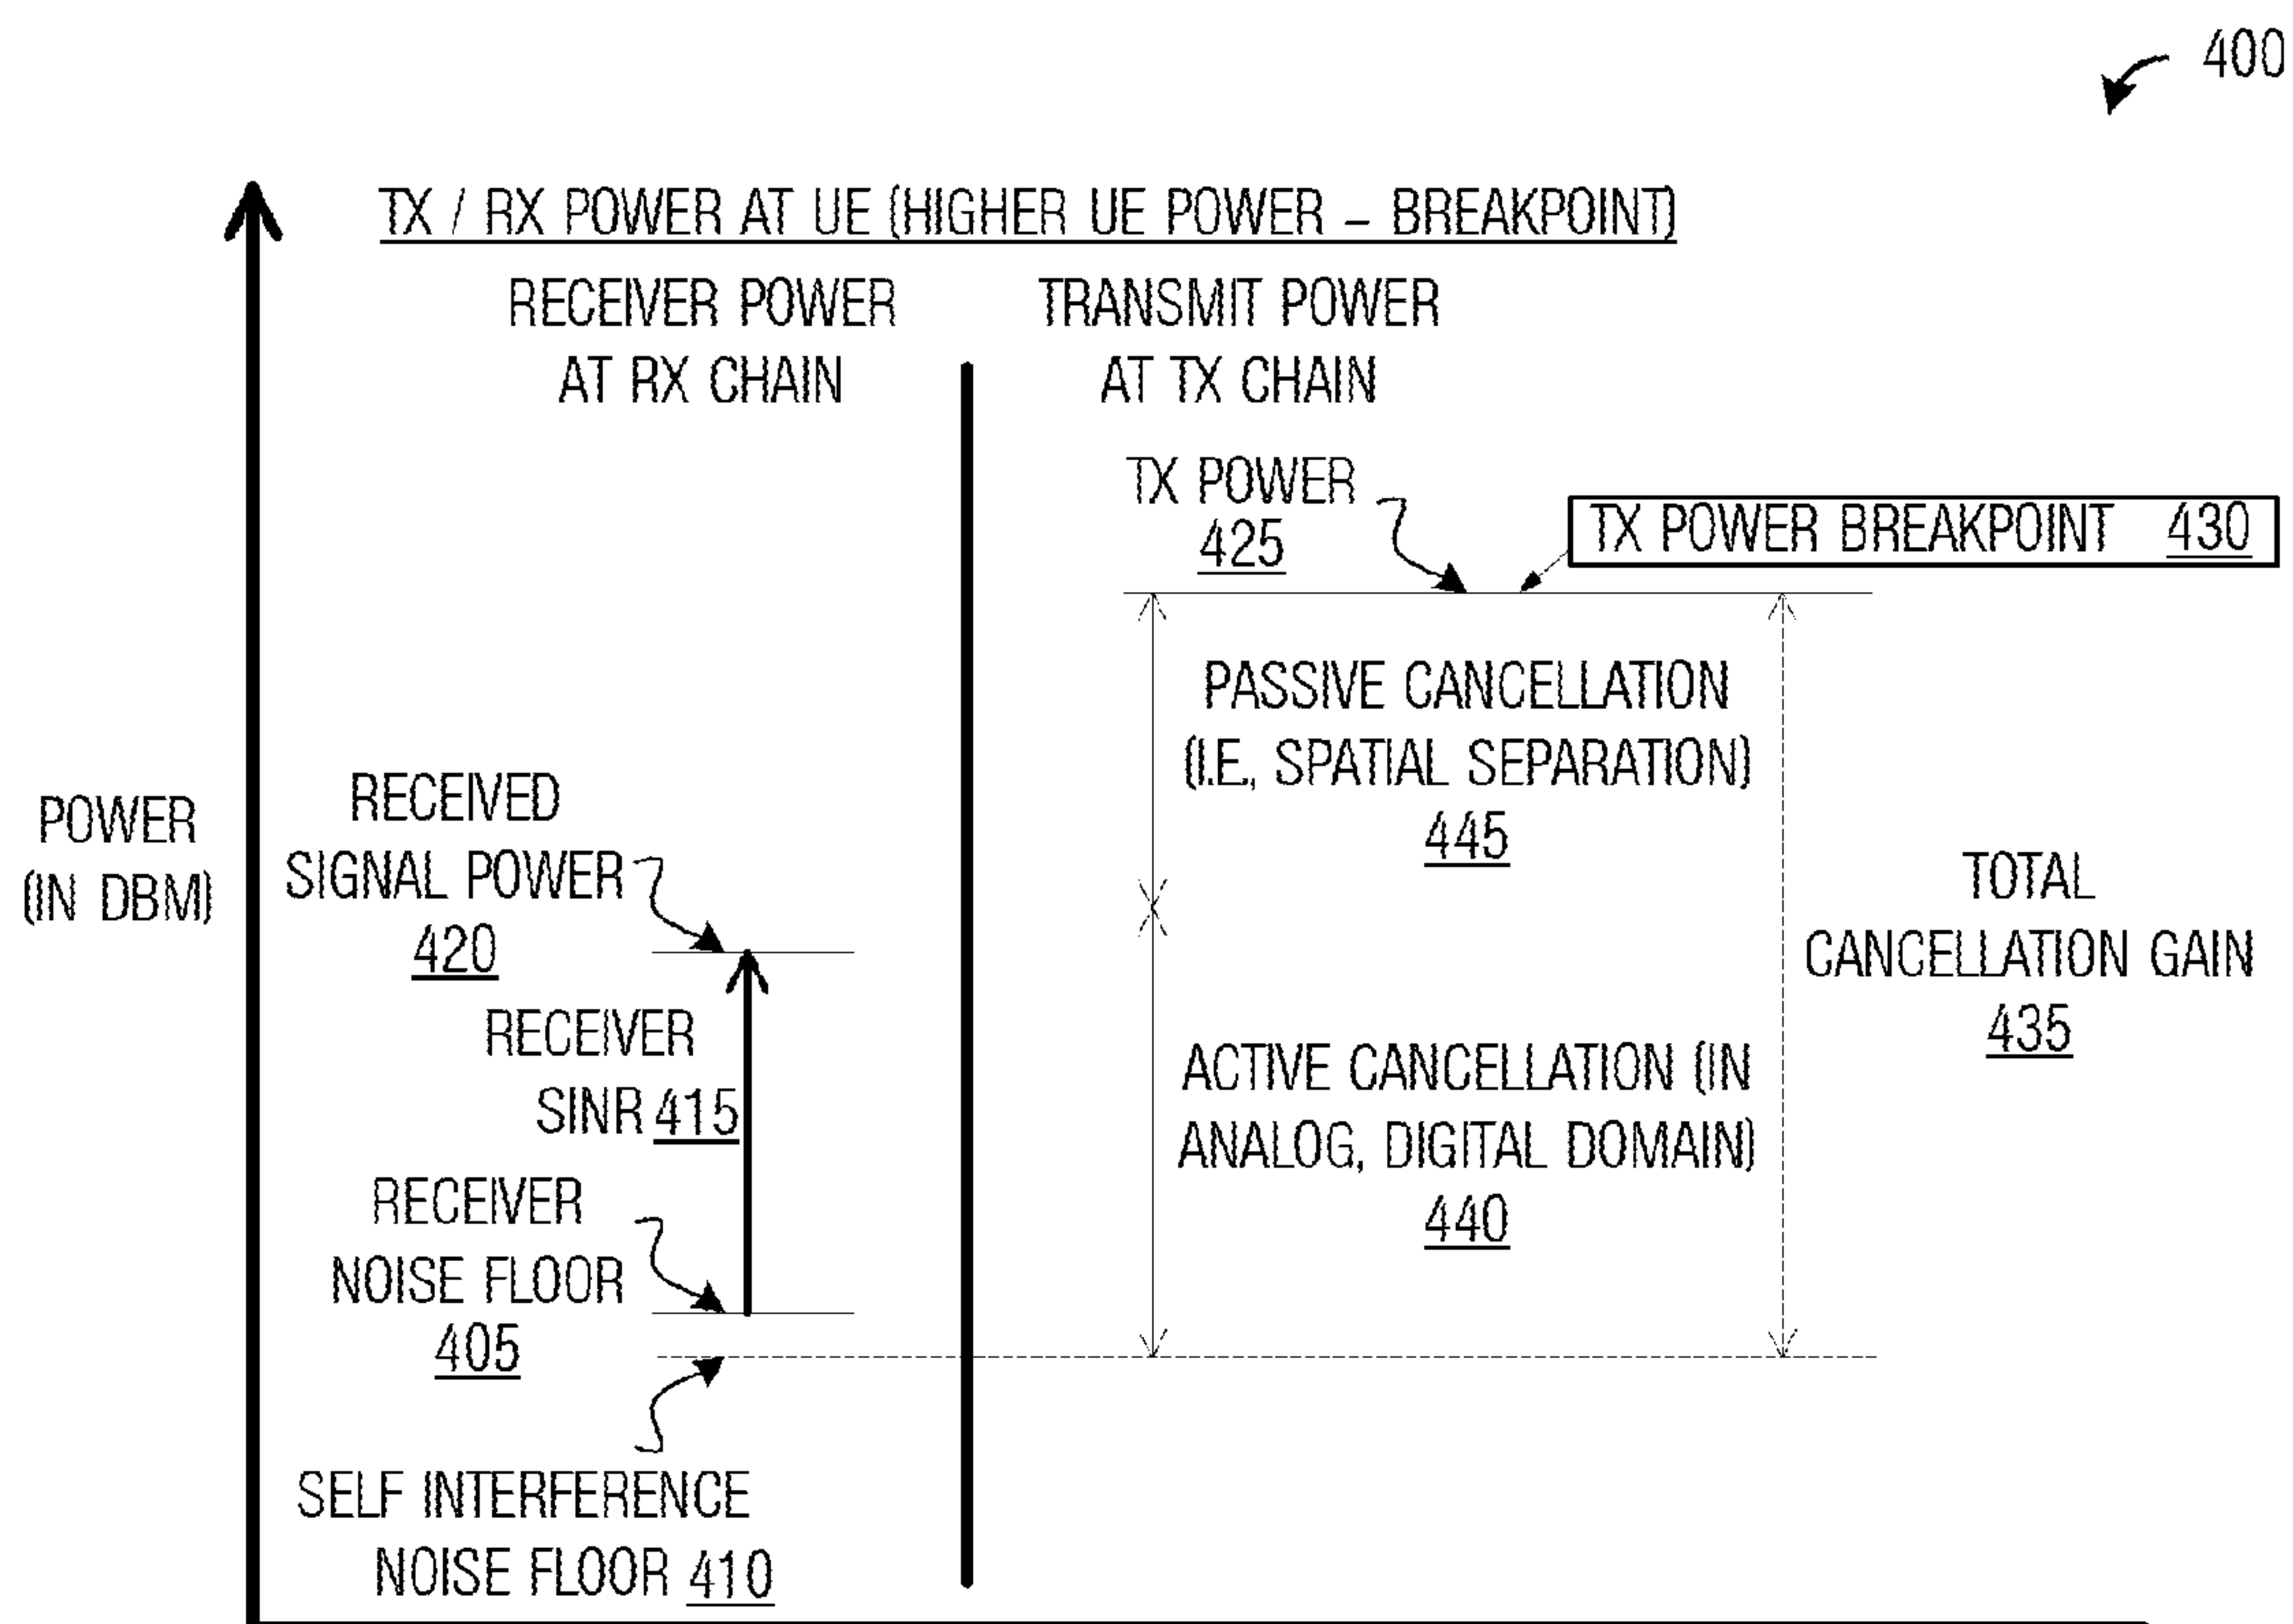 400
TX / RX POWER AT UE (HIGHER UE POWER – BREAKPOINT)
RECEIVER POWER
AT RX CHAIN
TRANSMIT POWER
AT TX CHAIN
TX POWER
425
TX POWER BREAKPOINT 430
PASSIVE CANCELLATION
(I.E., SPATIAL SEPARATION)
445
POWER
(IN DBM)
RECEIVED
SIGNAL POWER
420
TOTAL
CANCELLATION GAIN
435
RECEIVER
SINR 415
ACTIVE CANCELLATION (IN
ANALOG, DIGITAL DOMAIN)
440
RECEIVER
NOISE FLOOR
405
SELF INTERFERENCE
NOISE FLOOR 410